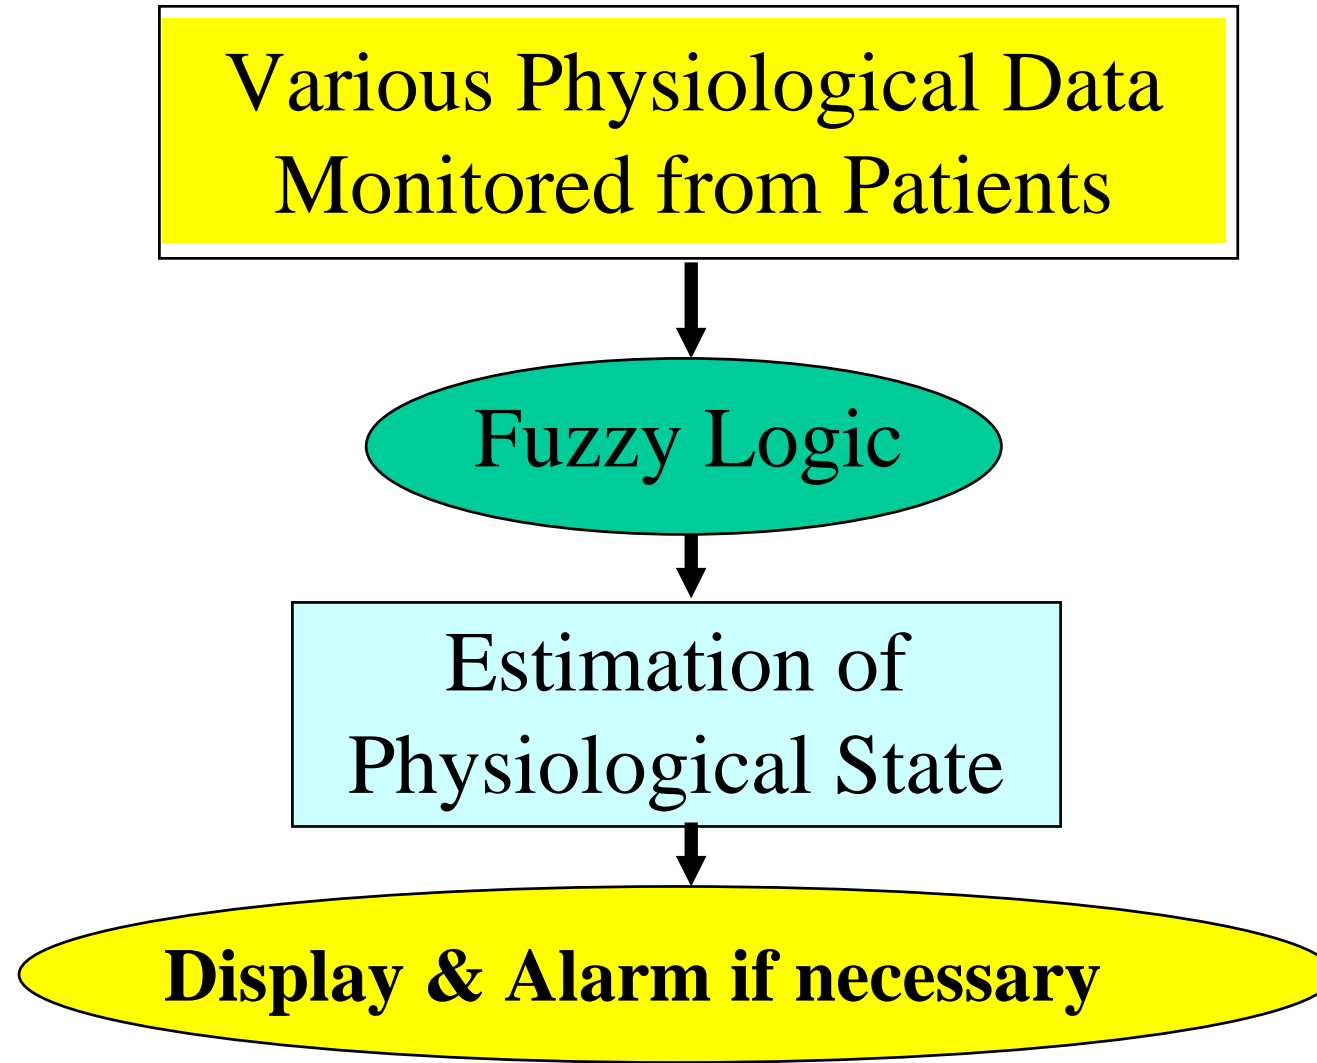 Various Physiological Data
Monitored from Patients
Fuzzy Logic
Estimation of
Physiological State
Display & Alarm if necessary